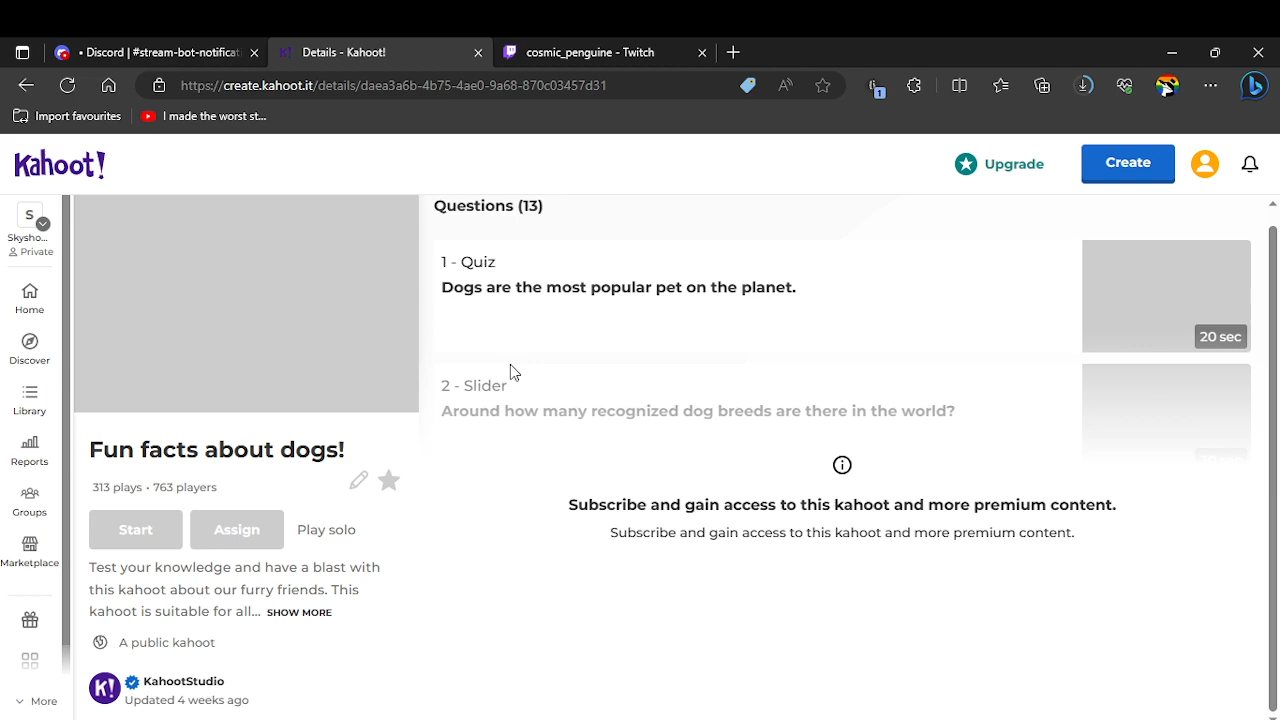 Discord | #stream-bot-notificati
Details - Kahoot!
cosmic_penguine - Twitch
https://create.kahoot.it/details/daea3a6b-4b75-4ae0-9a68-870c03457d31
1
Import favourites
I made the worst st...
Kahoot!
Upgrade
Create
S
Skysho...
Private
Home
Discover
Library
Reports
Groups
Marketplace
More
Fun facts about dogs!
313 plays • 763 players
Start
Assign
Play solo
Test your knowledge and have a blast with
this kahoot about our furry friends. This
kahoot is suitable for all... SHOW MORE
A public kahoot
K!
KahootStudio
Updated 4 weeks ago
Questions (13)
1 - Quiz
Dogs are the most popular pet on the planet.
20 sec
2 - Slider
Around how many recognized dog breeds are there in the world?
Subscribe and gain access to this kahoot and more premium content.
Subscribe and gain access to this kahoot and more premium content.